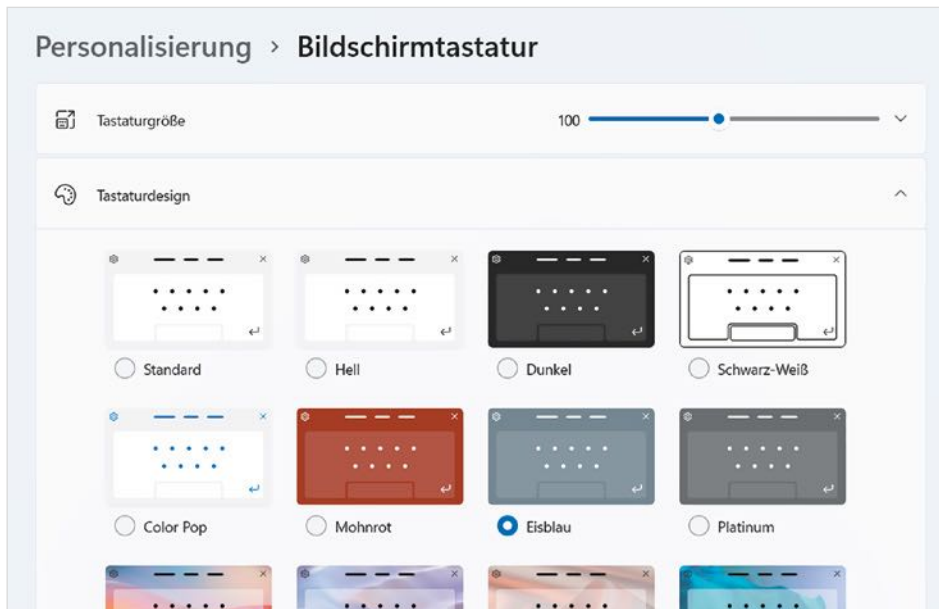 Personalisierung > Bildschirmtastatur
Tastaturgröße 100
Tastaturdesign
Standard Hell Dunkel Schwarz-Weiß
Color Pop Mohnrot Eisblau Platinum